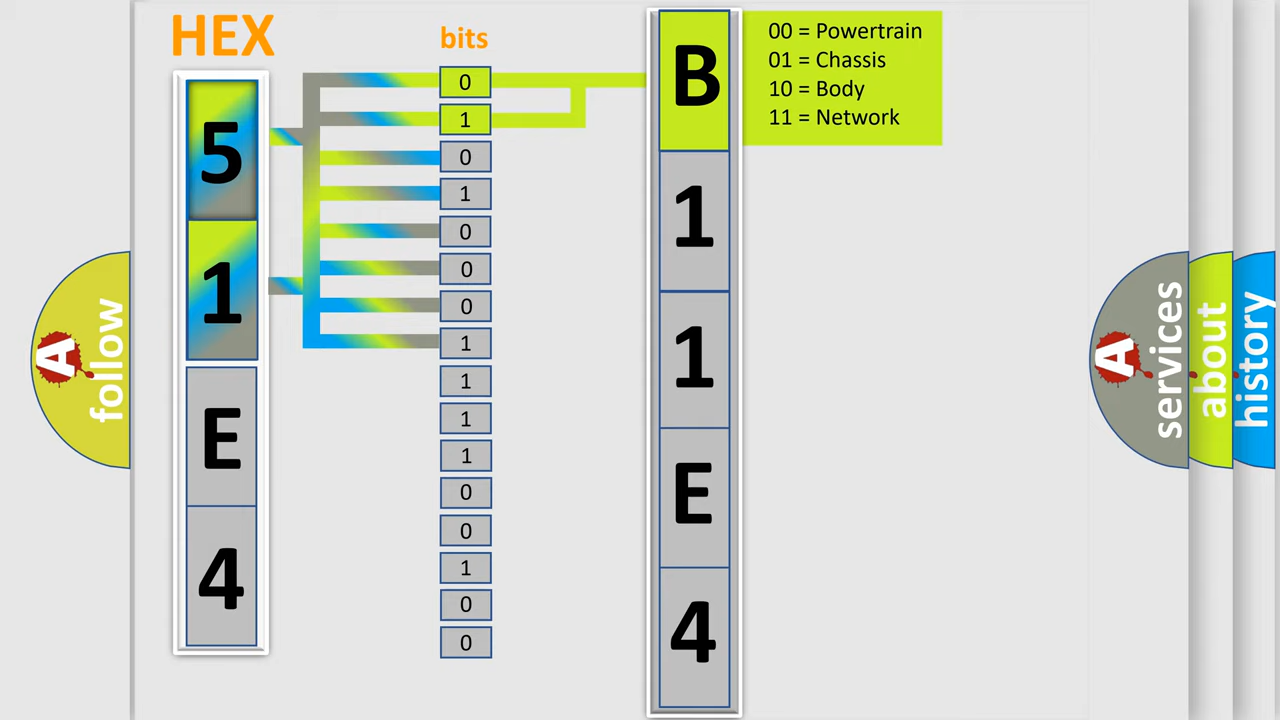 HEX
bits
5
1
E
4
0
1
0
1
0
0
0
1
1
1
1
0
0
1
0
0
B
1
1
E
4
00 = Powertrain
01 = Chassis
10 = Body
11 = Network
A
follow
A
services
about
history